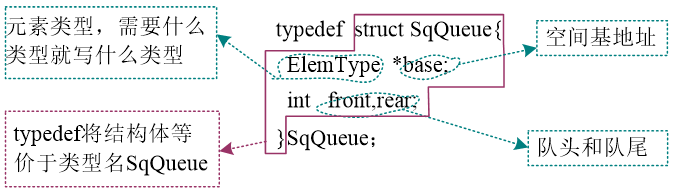 元素类型，需要什么
类型就写什么类型
typedef struct SqQueue{
ElemType *base;
int front,rear;
}SqQueue；
空间基地址
typedef将结构体等
价于类型名SqQueue
队头和队尾